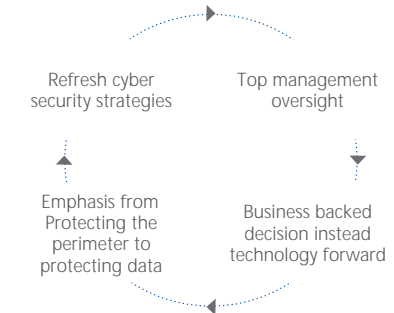 Refresh cyber
security strategies
Top management
oversight
Business backed
decision instead
technology forward
Emphasis from
Protecting the
perimeter to
protecting data